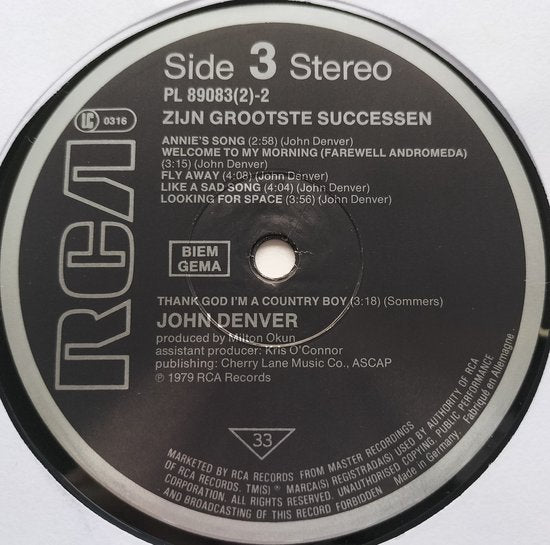 Side 3 Stereo
PL 89083(2)-2
LC 0316
ZIJN GROOTSTE SUCCESSEN
ANNIE'S SONG (2:58) (John Denver)
WELCOME TO MY MORNING (FAREWELL ANDROMEDA)
(3:15) (John Denver)
FLY AWAY (4:08) (John Denver)
LIKE A SAD SONG (4:04) (John Denver)
LOOKING FOR SPACE (3:56) (John Denver)
RCA
BIEM
GEMA
THANK GOD I'M A COUNTRY BOY (3:18) (Sommers)
JOHN DENVER
produced by Milton Okun
assistant producer: Kris O'Connor
publishing: Cherry Lane Music Co., ASCAP
℗ 1979 RCA Records
33
MARKETED BY RCA RECORDS FROM MASTER RECORDINGS
OF RCA RECORDS. TM(S) ® MARCA(S) REGISTRADA(S) USED BY AUTHORITY OF RCA
CORPORATION. ALL RIGHTS RESERVED. UNAUTHORISED COPYING, PUBLIC PERFORMANCE
AND BROADCASTING OF THIS RECORD FORBIDDEN
Made in Germany. Fabriqué en Allemagne.